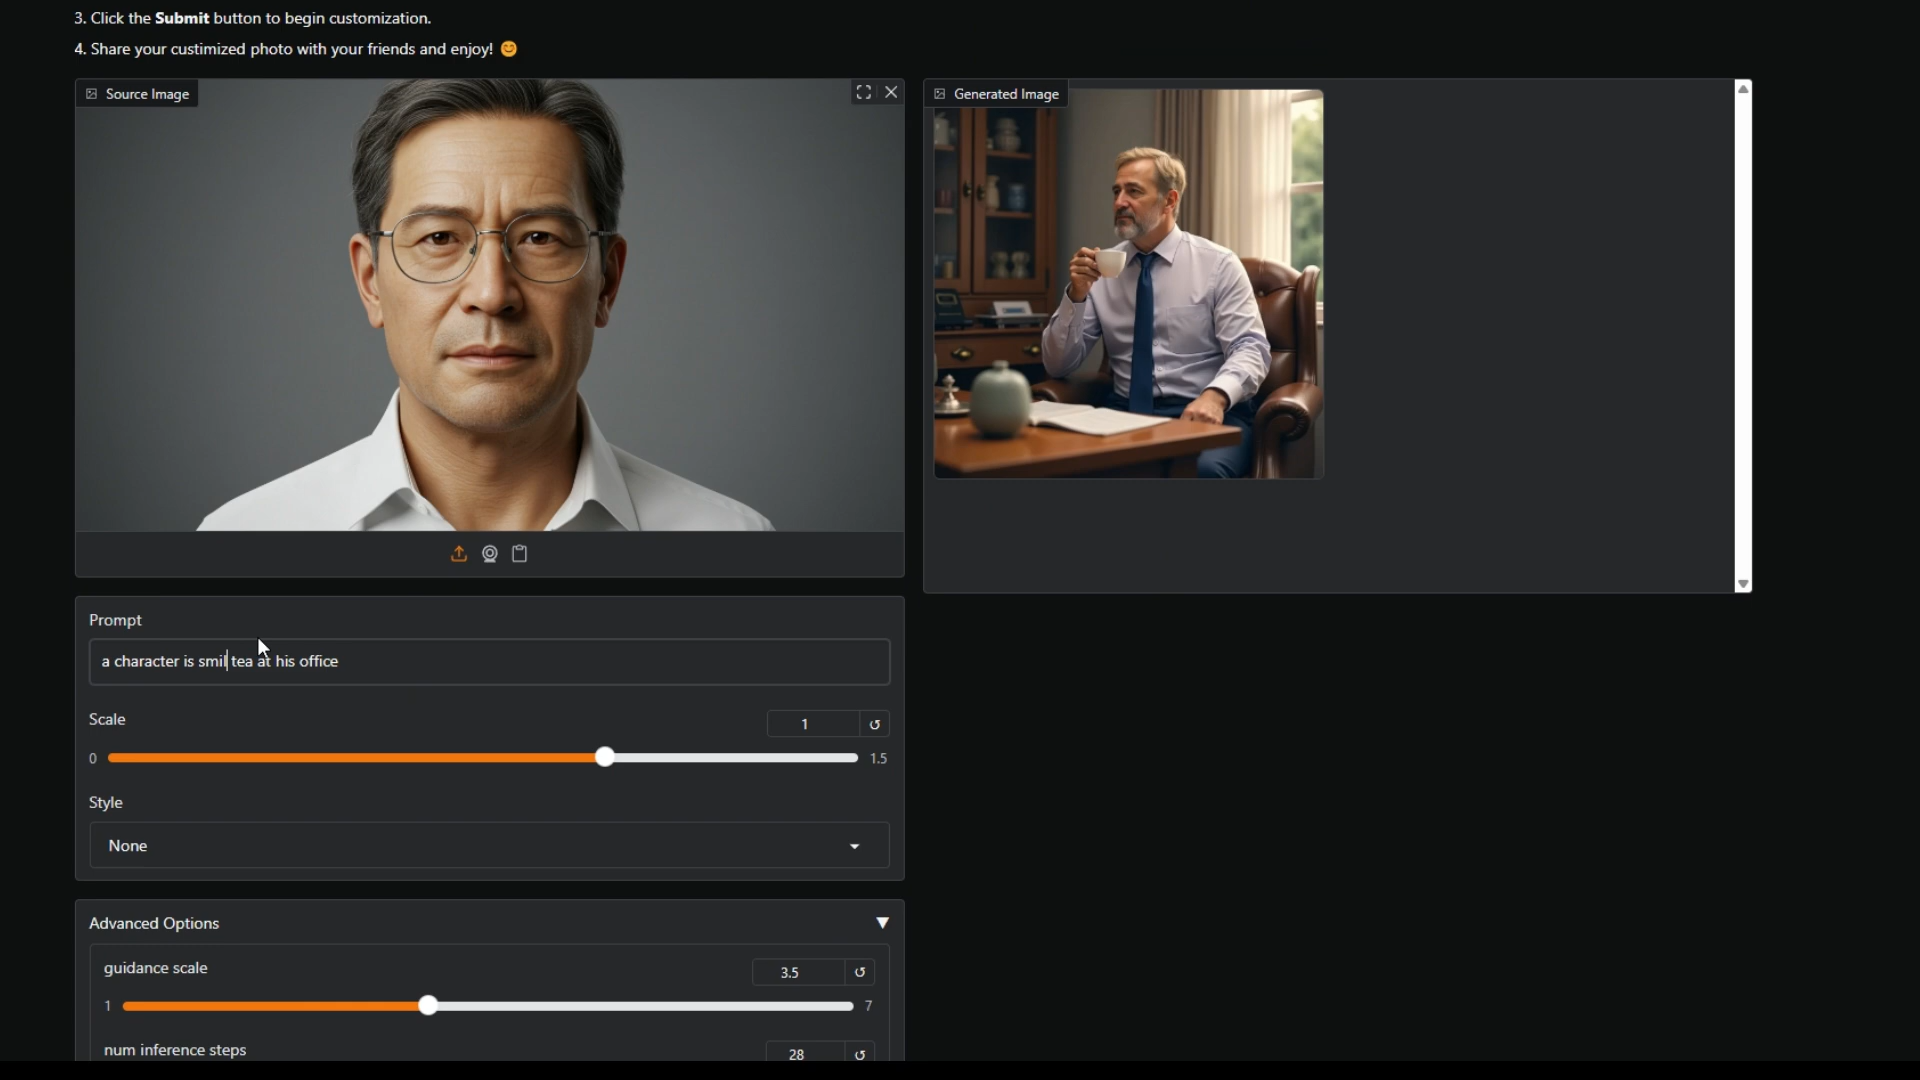 3. Click the Submit button to begin customization.
4. Share your custimized photo with your friends and enjoy! 😊
Source Image
Generated Image
Prompt
a character is smil tea at his office
Scale
1
0
1.5
Style
None
Advanced Options
guidance scale
3.5
1
7
num inference steps
28